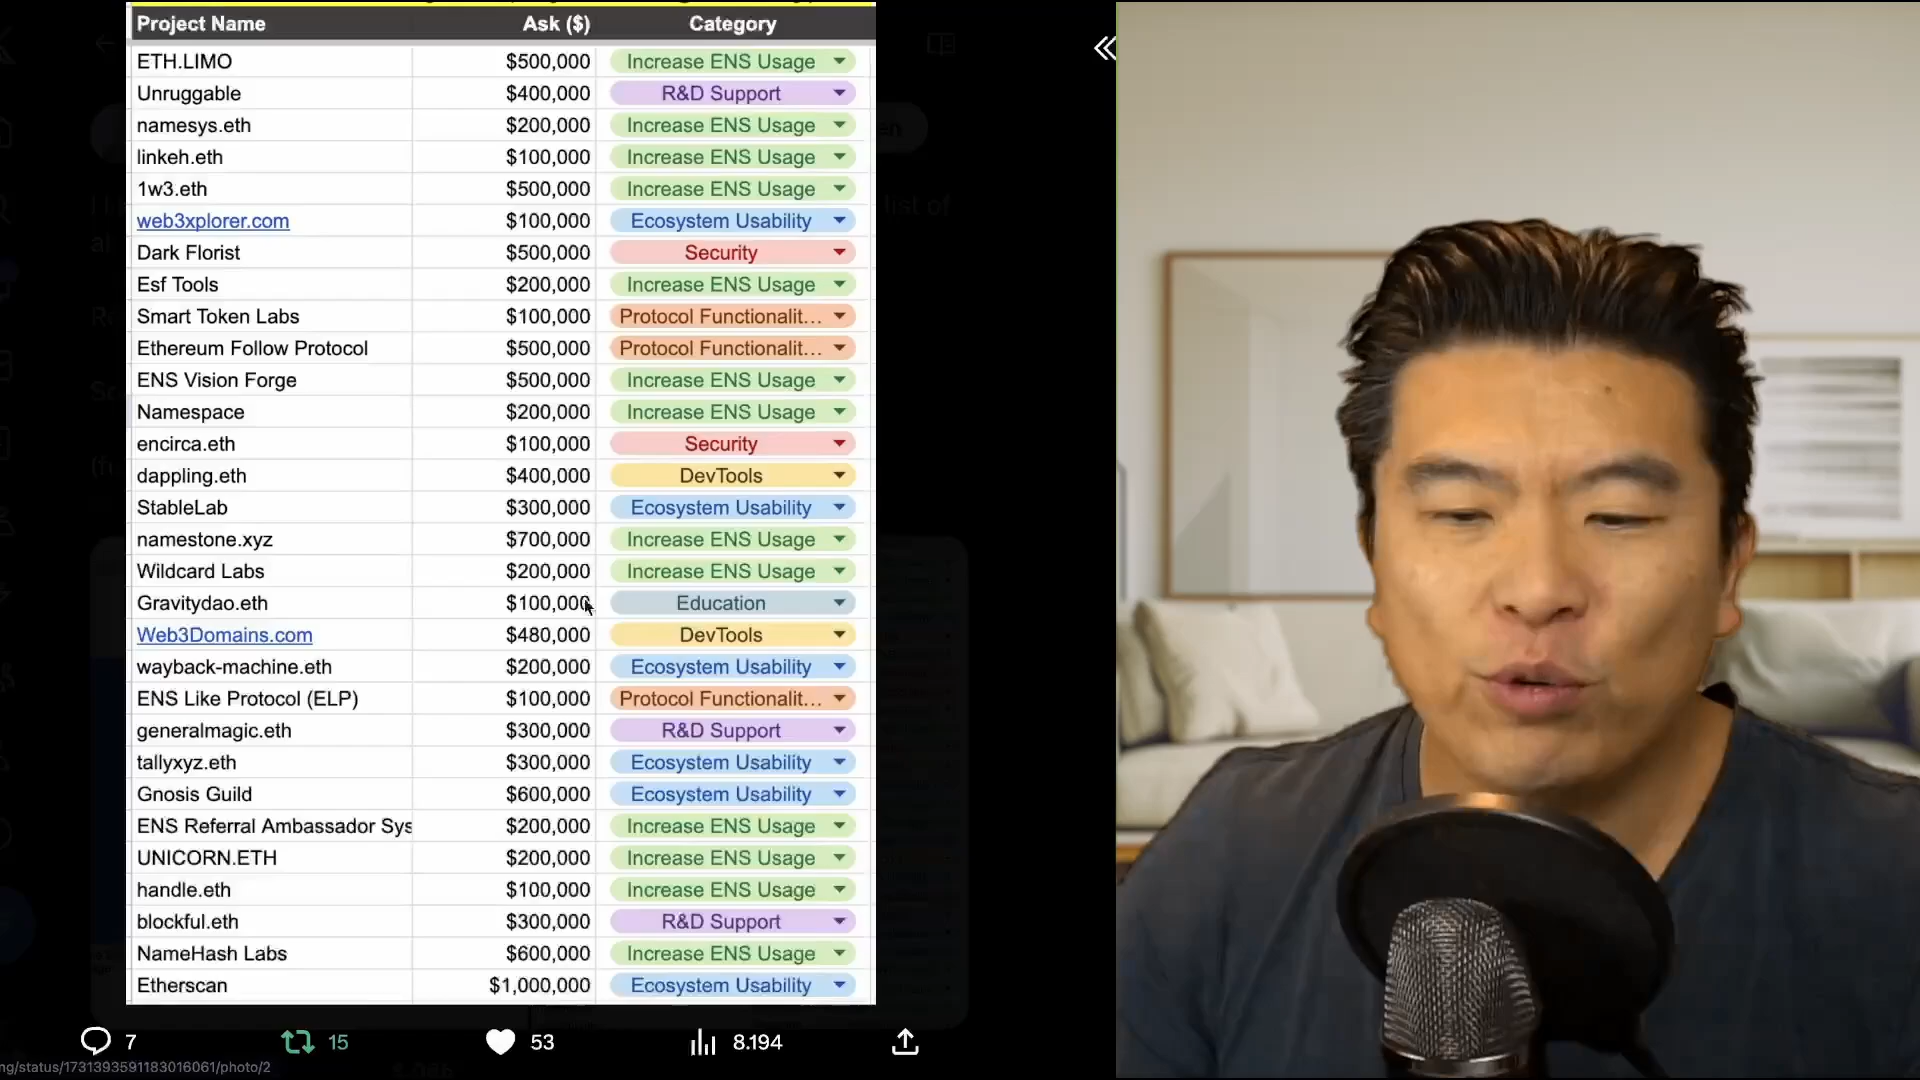 Project Name Ask ($) Category
ETH.LIMO $500,000 Increase ENS Usage
Unruggable $400,000 R&D Support
namesys.eth $200,000 Increase ENS Usage
linkeh.eth $100,000 Increase ENS Usage
1w3.eth $500,000 Increase ENS Usage
web3xplorer.com $100,000 Ecosystem Usability
Dark Florist $500,000 Security
Esf Tools $200,000 Increase ENS Usage
Smart Token Labs $100,000 Protocol Functionalit...
Ethereum Follow Protocol $500,000 Protocol Functionalit...
ENS Vision Forge $500,000 Increase ENS Usage
Namespace $200,000 Increase ENS Usage
encirca.eth $100,000 Security
dappling.eth $400,000 DevTools
StableLab $300,000 Ecosystem Usability
namestone.xyz $700,000 Increase ENS Usage
Wildcard Labs $200,000 Increase ENS Usage
Gravitydao.eth $100,000 Education
Web3Domains.com $480,000 DevTools
wayback-machine.eth $200,000 Ecosystem Usability
ENS Like Protocol (ELP) $100,000 Protocol Functionalit...
generalmagic.eth $300,000 R&D Support
tallyxyz.eth $300,000 Ecosystem Usability
Gnosis Guild $600,000 Ecosystem Usability
ENS Referral Ambassador Sys $200,000 Increase ENS Usage
UNICORN.ETH $200,000 Increase ENS Usage
handle.eth $100,000 Increase ENS Usage
blockful.eth $300,000 R&D Support
NameHash Labs $600,000 Increase ENS Usage
Etherscan $1,000,000 Ecosystem Usability
7 15 53 8.194
ng/status/1731393591183016061/photo/2
list of